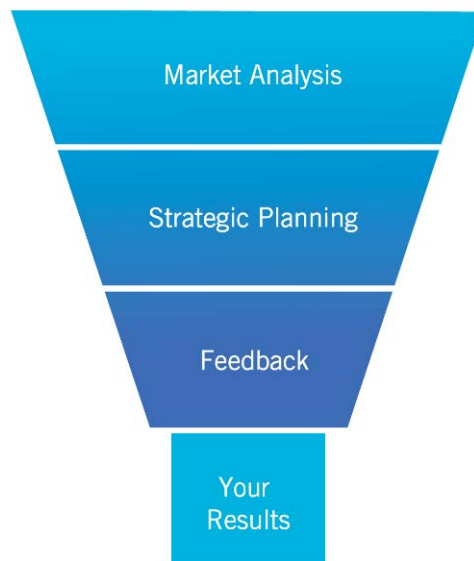 Market Analysis
Strategic Planning
Feedback
Your
Results